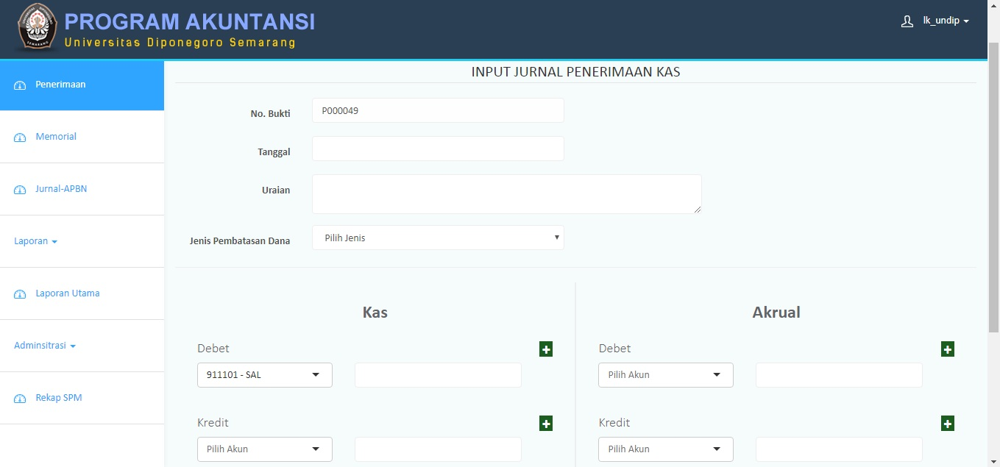 PROGRAM AKUNTANSI
Universitas Diponegoro Semarang
lk_undip
Penerimaan
Memorial
Jurnal-APBN
Laporan
Laporan Utama
Adminsitrasi
Rekap SPM
INPUT JURNAL PENERIMAAN KAS
No. Bukti P000049
Tanggal
Uraian
Jenis Pembatasan Dana Pilih Jenis
Kas
Debet
911101 - SAL
Kredit
Pilih Akun
Akrual
Debet
Pilih Akun
Kredit
Pilih Akun